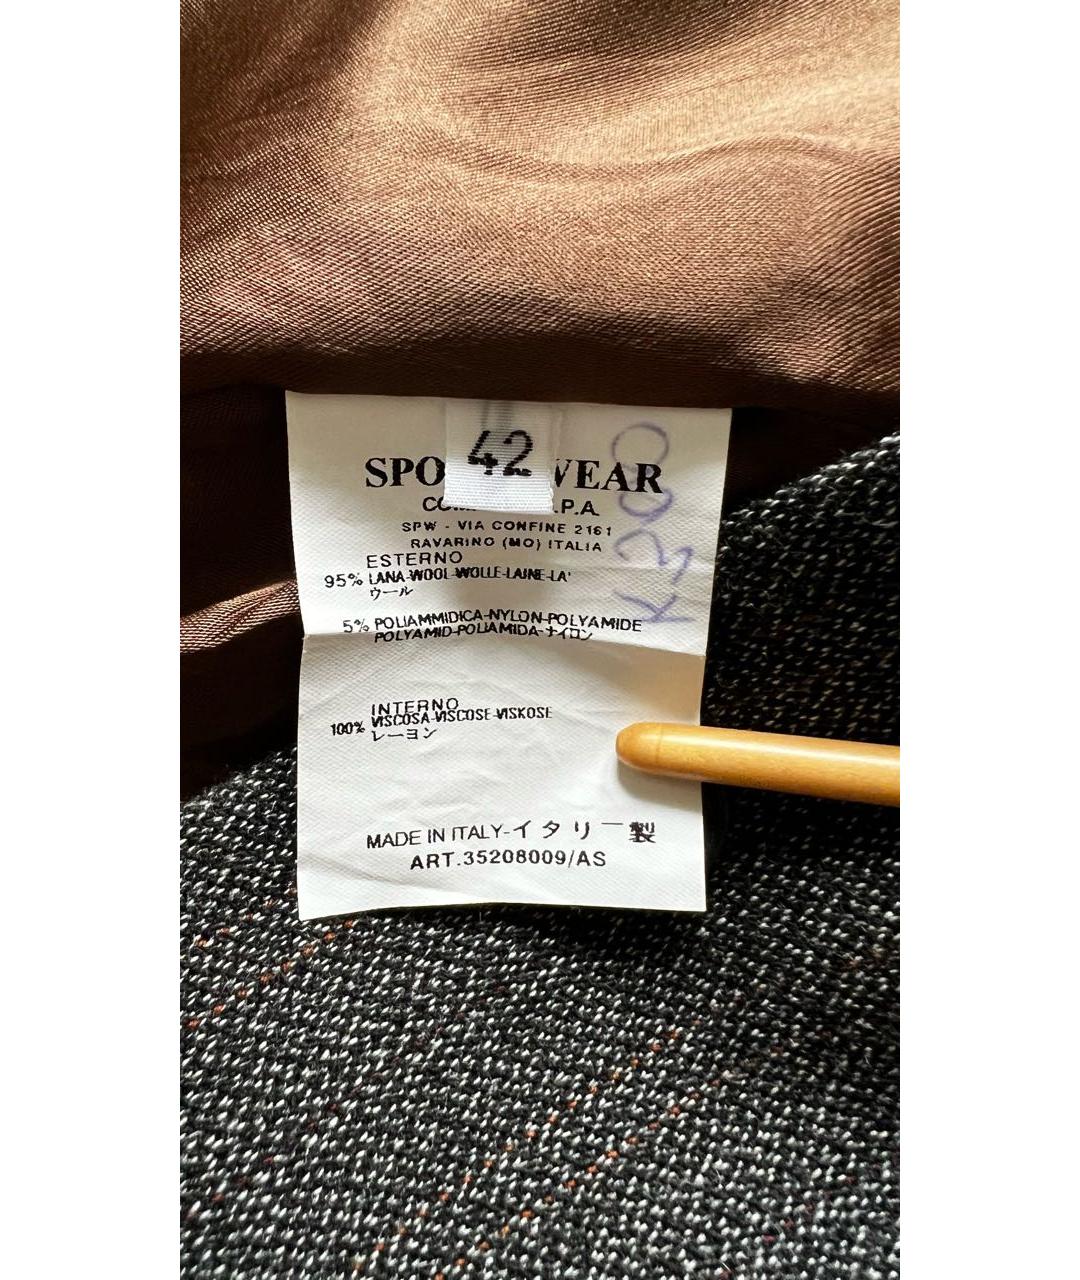 42
SPO WEAR
CO .P.A.
SPW - VIA CONFINE 2161
RAVARINO (MO) ITALIA
ESTERNO
95% LANA-WOOL-WOLLE-LAINE-LA'
ウール
5% POLIAMMIDICA-NYLON-POLYAMIDE
POLYAMID-POLIAMIDA-ナイロン
INTERNO
100% VISCOSA-VISCOSE-VISKOSE
レーヨン
MADE IN ITALY-イタリー製
ART.35208009/AS